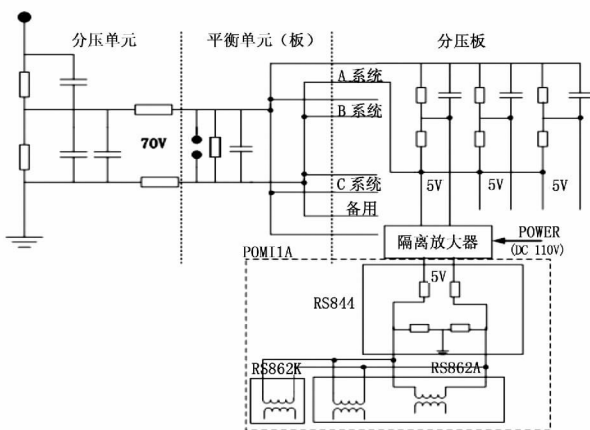 分压单元
平衡单元（板）
分压板
A 系统
B 系统
70V
C 系统
5V
5V
5V
备用
隔离放大器
POWER
(DC 110V)
POMI1A
5V
RS844
RS862K
RS862A